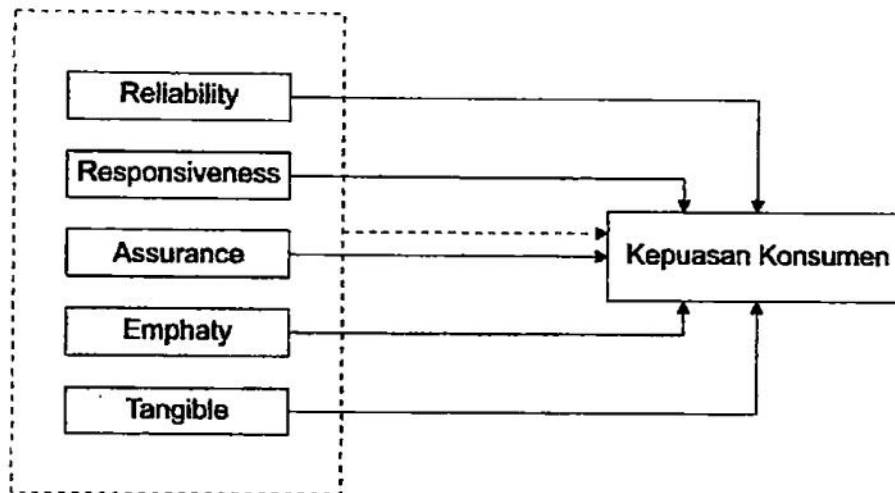 Reliability
Responsiveness
Assurance
Kepuasan Konsumen
Emphaty
Tangible